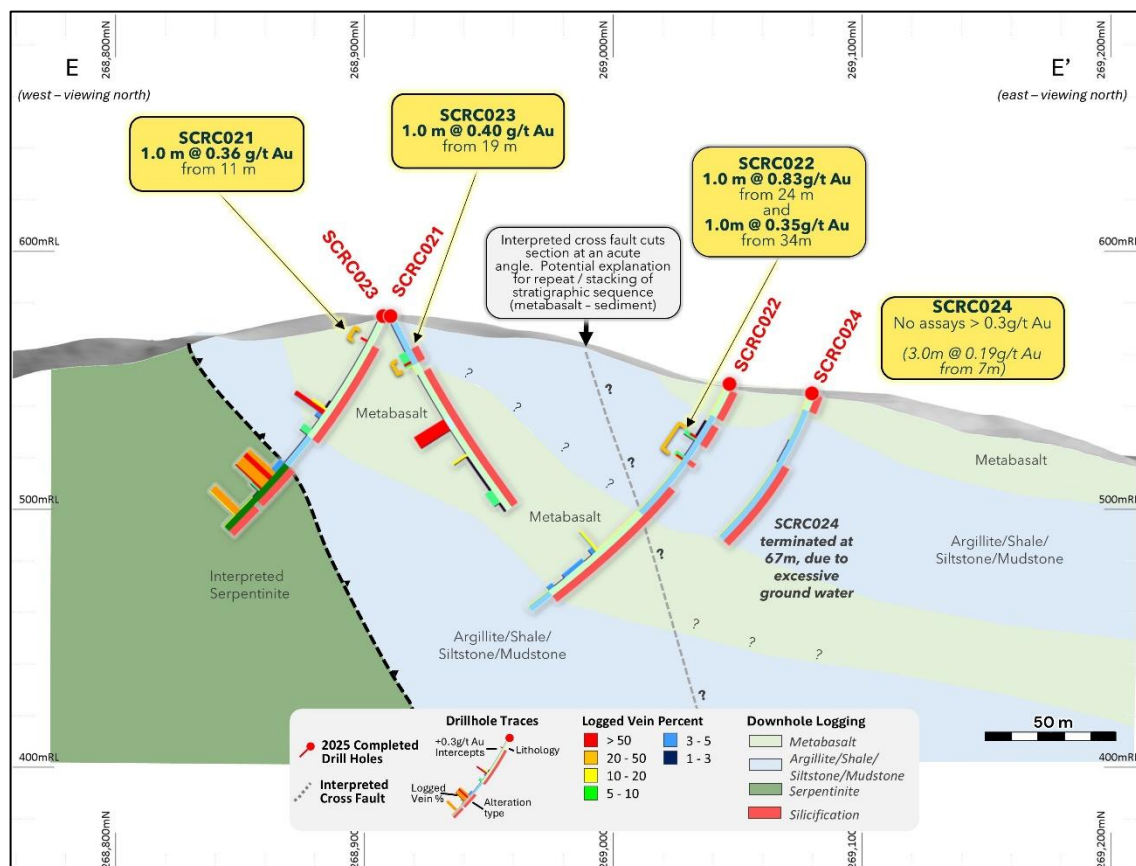 268,800mN
268,900mN
269,000mN
269,100mN
269,200mN
E
(west – viewing north)
E'
(east – viewing north)
SCRC021
1.0 m @ 0.36 g/t Au
from 11 m
SCRC023
1.0 m @ 0.40 g/t Au
from 19 m
SCRC022
1.0 m @ 0.83g/t Au
from 24 m
and
1.0m @ 0.35g/t Au
from 34m
600mRL
600mRL
SCRC023
SCRC021
Interpreted cross fault cuts
section at an acute
angle. Potential explanation
for repeat / stacking of
stratigraphic sequence
(metabasalt – sediment)
SCRC022
SCRC024
SCRC024
No assays > 0.3g/t Au
(3.0m @ 0.19g/t Au
from 7m)
?
?
?
?
?
?
?
?
?
?
?
Metabasalt
Metabasalt
Metabasalt
500mRL
500mRL
SCRC024
terminated at
67m, due to
excessive
ground water
Argillite/Shale/
Siltstone/Mudstone
Interpreted
Serpentinite
Argillite/Shale/
Siltstone/Mudstone
2025 Completed
Drill Holes
Interpreted
Cross Fault
Drillhole Traces
+0.3g/t Au
Intercepts
Lithology
Logged
Vein %
Alteration
type
Logged Vein Percent
> 50
20 - 50
10 - 20
5 - 10
3 - 5
1 - 3
Downhole Logging
Metabasalt
Argillite/Shale/
Siltstone/Mudstone
Serpentinite
Silicification
50 m
400mRL
400mRL
268,800mN
268,900mN
269,000mN
269,100mN
269,200mN